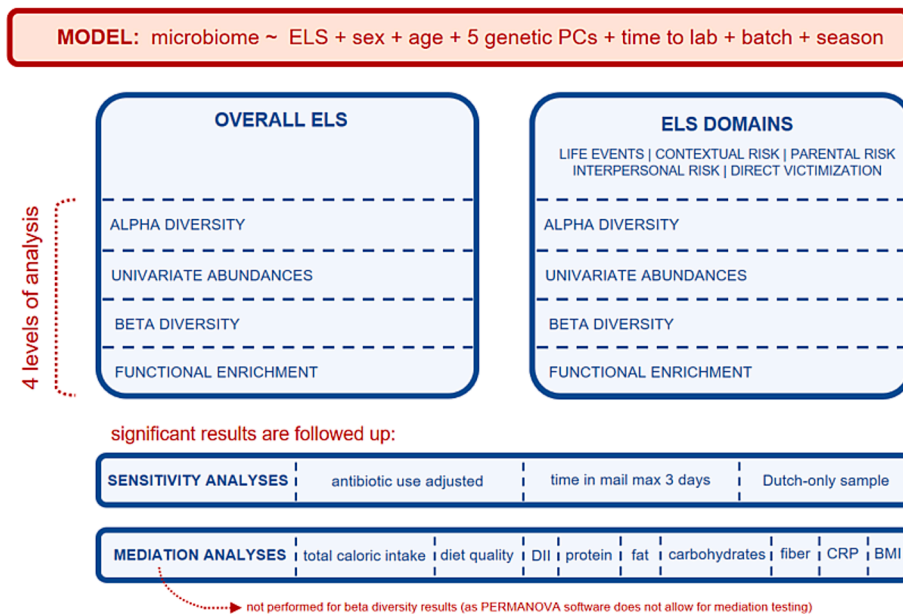 MODEL: microbiome ~ ELS + sex + age + 5 genetic PCs + time to lab + batch + season
OVERALL ELS
ALPHA DIVERSITY
UNIVARIATE ABUNDANCES
BETA DIVERSITY
FUNCTIONAL ENRICHMENT
ELS DOMAINS
LIFE EVENTS | CONTEXTUAL RISK | PARENTAL RISK
INTERPERSONAL RISK | DIRECT VICTIMIZATION
ALPHA DIVERSITY
UNIVARIATE ABUNDANCES
BETA DIVERSITY
FUNCTIONAL ENRICHMENT
4 levels of analysis
significant results are followed up:
SENSITIVITY ANALYSES antibiotic use adjusted time in mail max 3 days Dutch-only sample
MEDIATION ANALYSES total caloric intake diet quality DII protein fat carbohydrates fiber CRP BMI
not performed for beta diversity results (as PERMANOVA software does not allow for mediation testing)